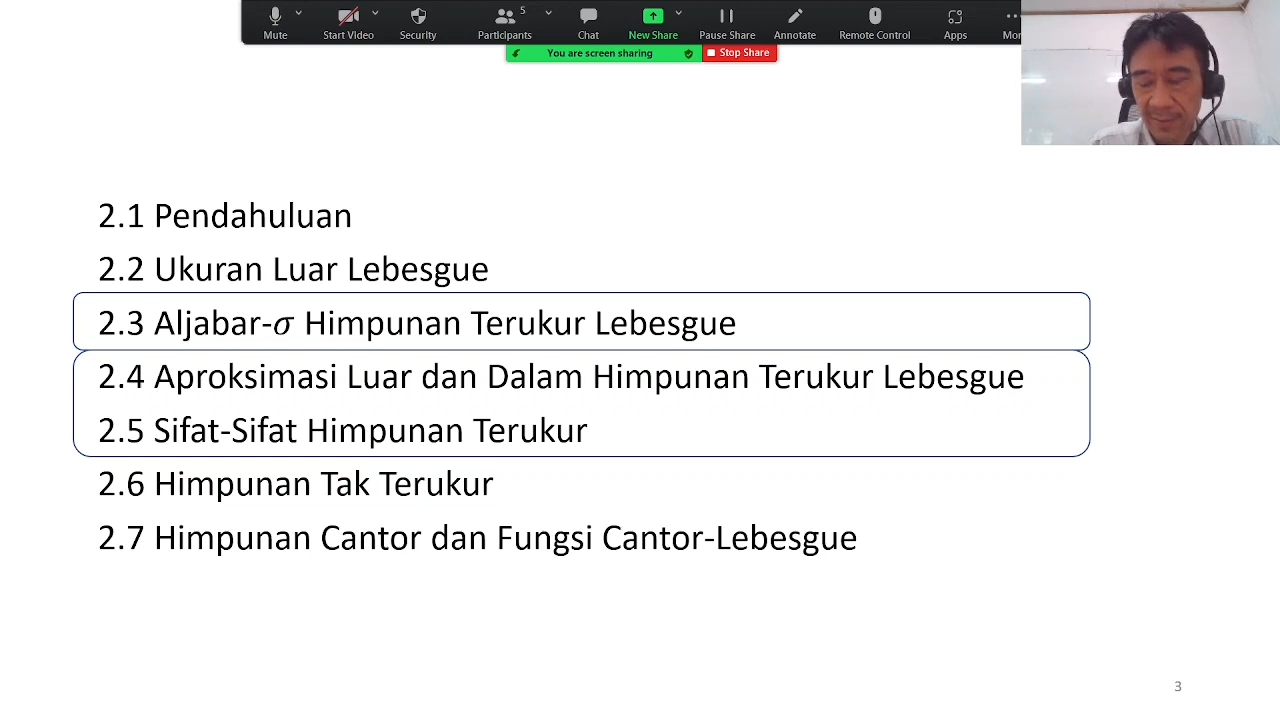 5
Mute Start Video Security Participants Chat New Share Pause Share Annotate Remote Control Apps Mor
You are screen sharing Stop Share
2.1 Pendahuluan
2.2 Ukuran Luar Lebesgue
2.3 Aljabar-σ Himpunan Terukur Lebesgue
2.4 Aproksimasi Luar dan Dalam Himpunan Terukur Lebesgue
2.5 Sifat-Sifat Himpunan Terukur
2.6 Himpunan Tak Terukur
2.7 Himpunan Cantor dan Fungsi Cantor-Lebesgue
3